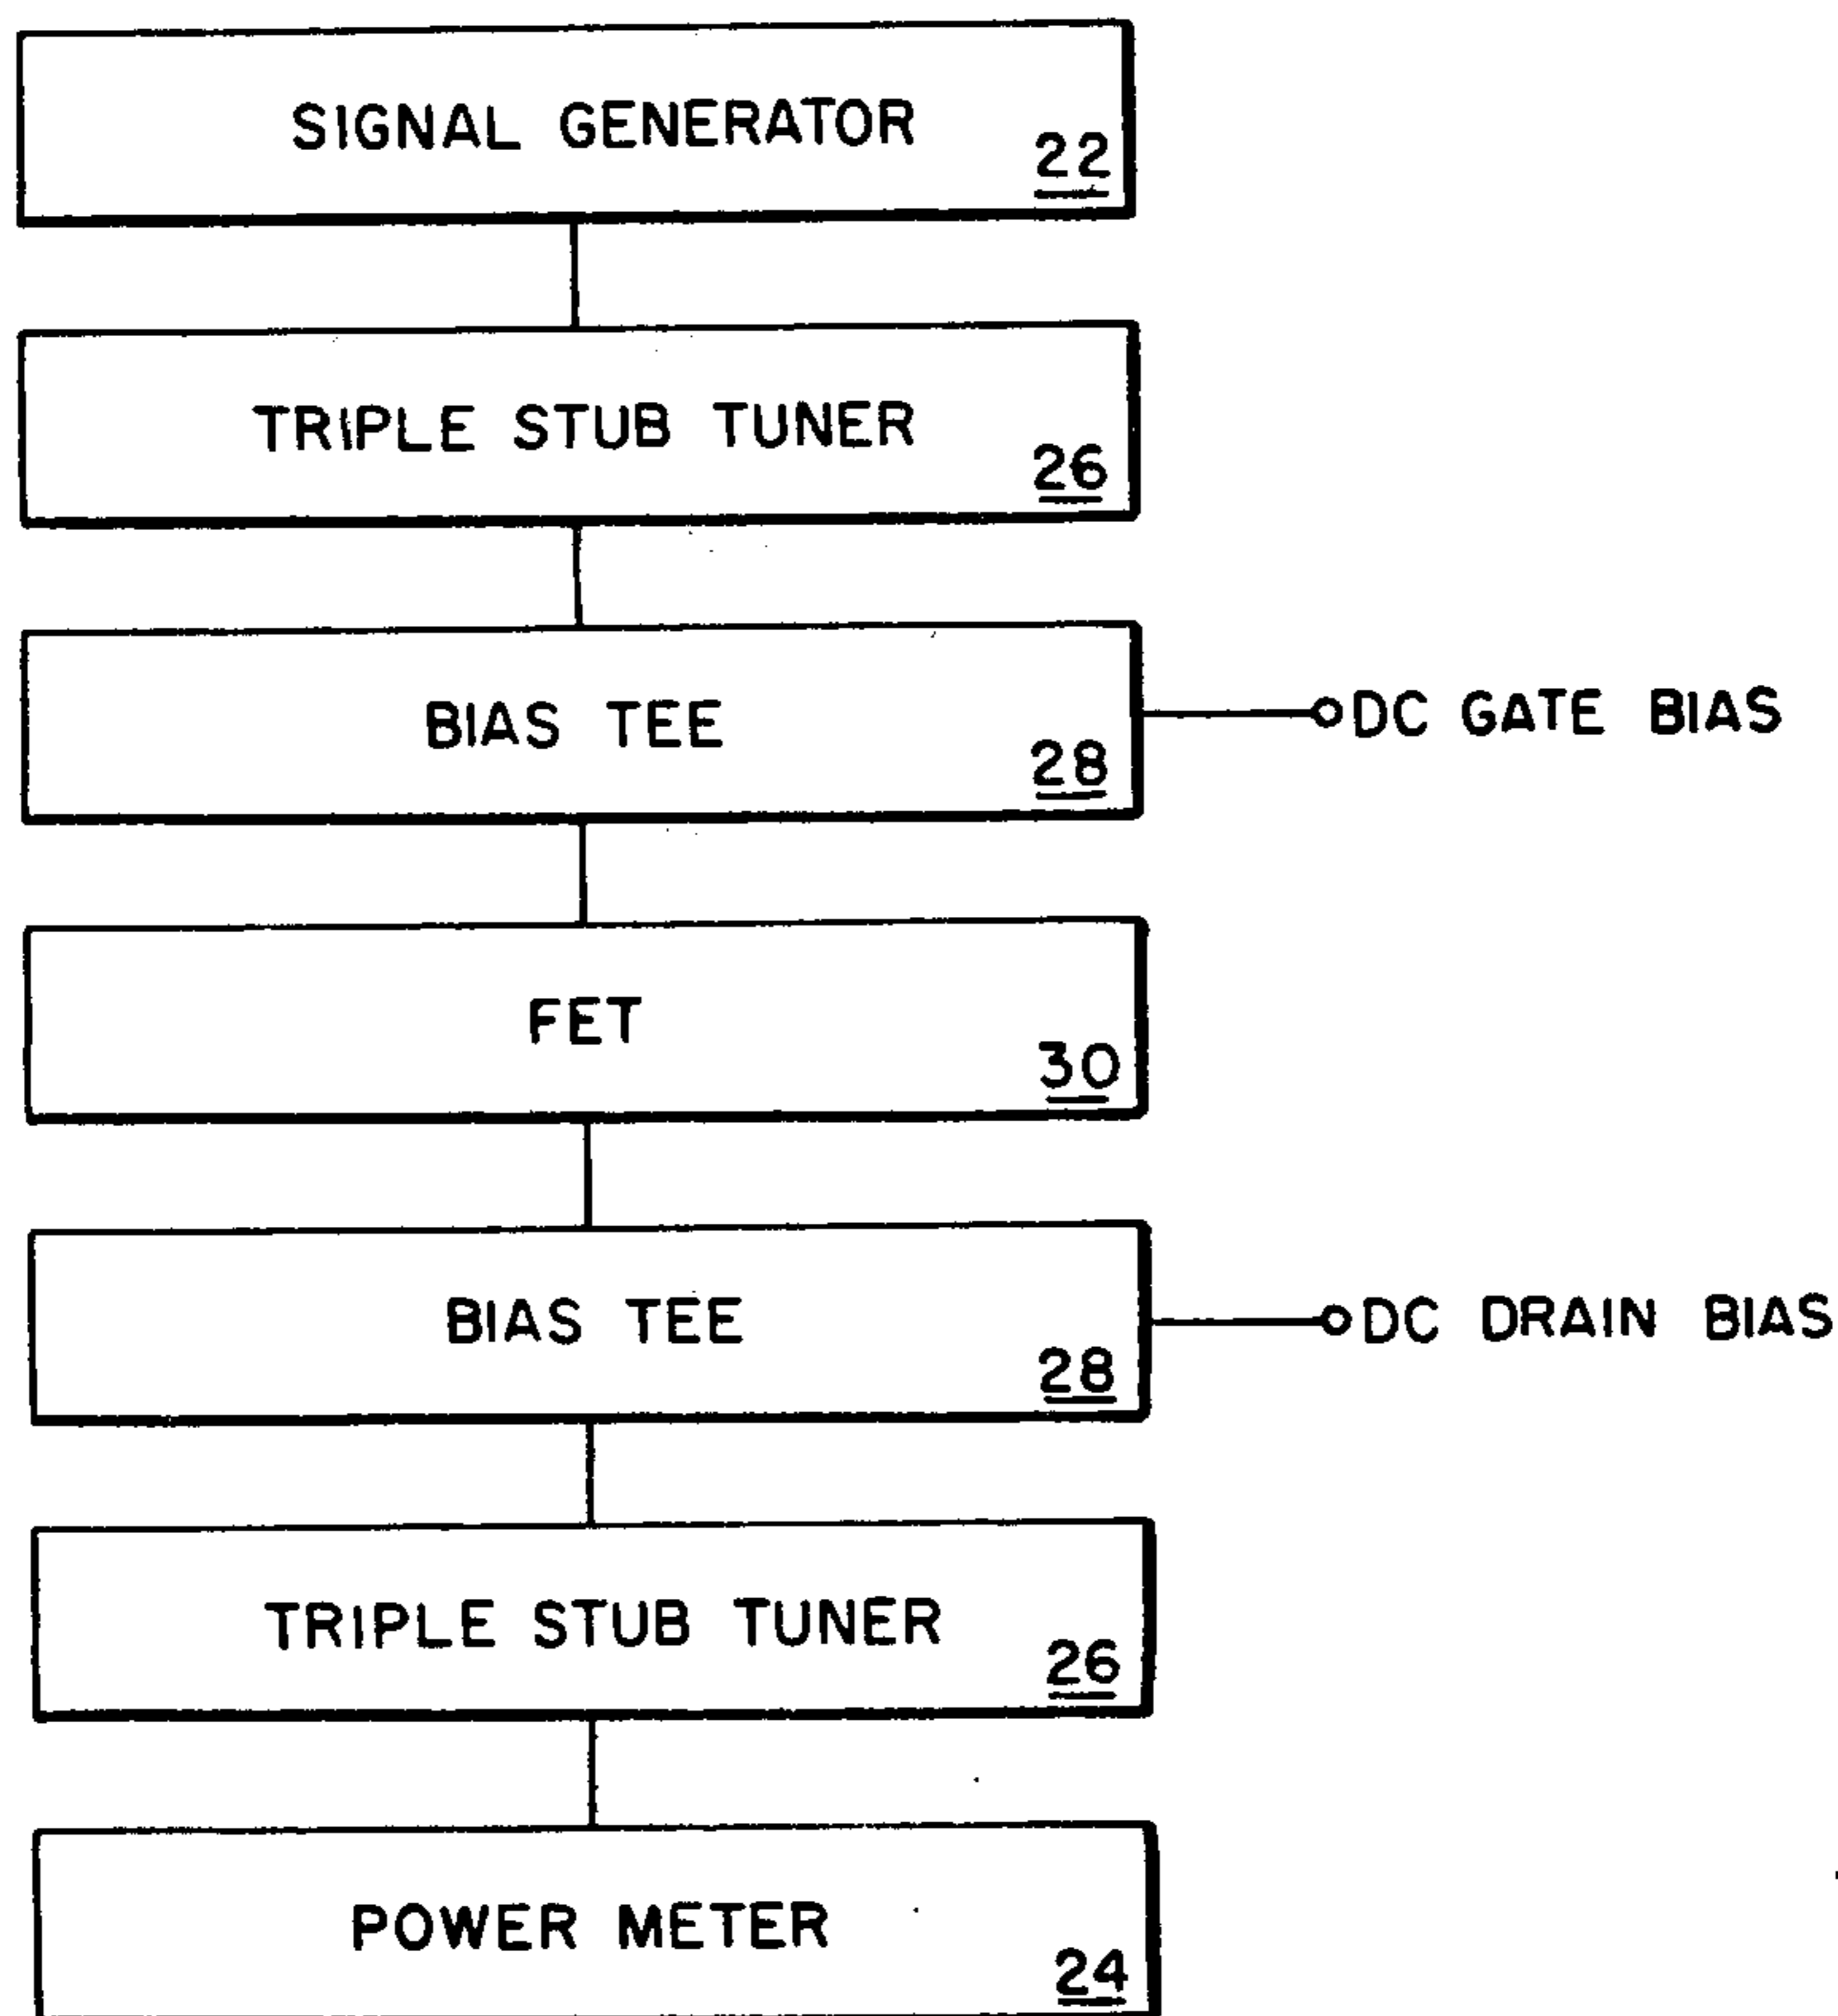 SIGNAL GENERATOR
22
TRIPLE STUB TUNER
26
BIAS TEE
28
DC GATE BIAS
FET
30
BIAS TEE
28
DC DRAIN BIAS
TRIPLE STUB TUNER
26
POWER METER
24